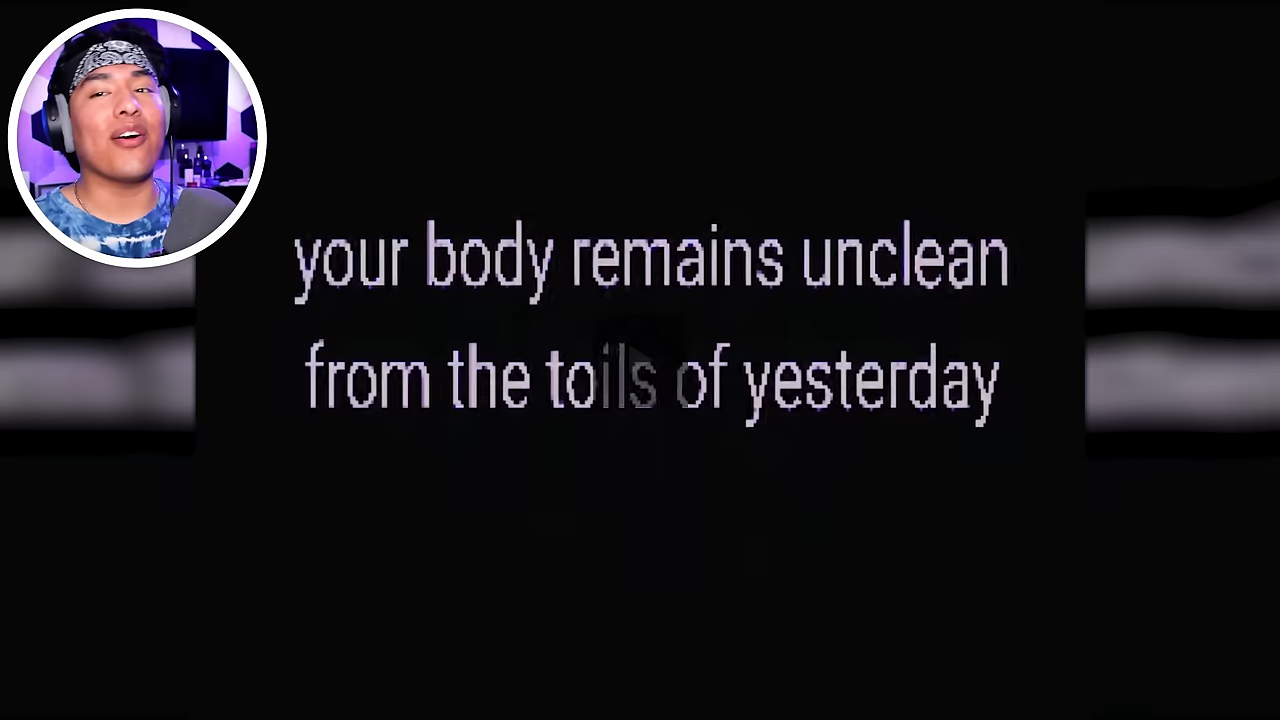 your body remains unclean
from the toils of yesterday